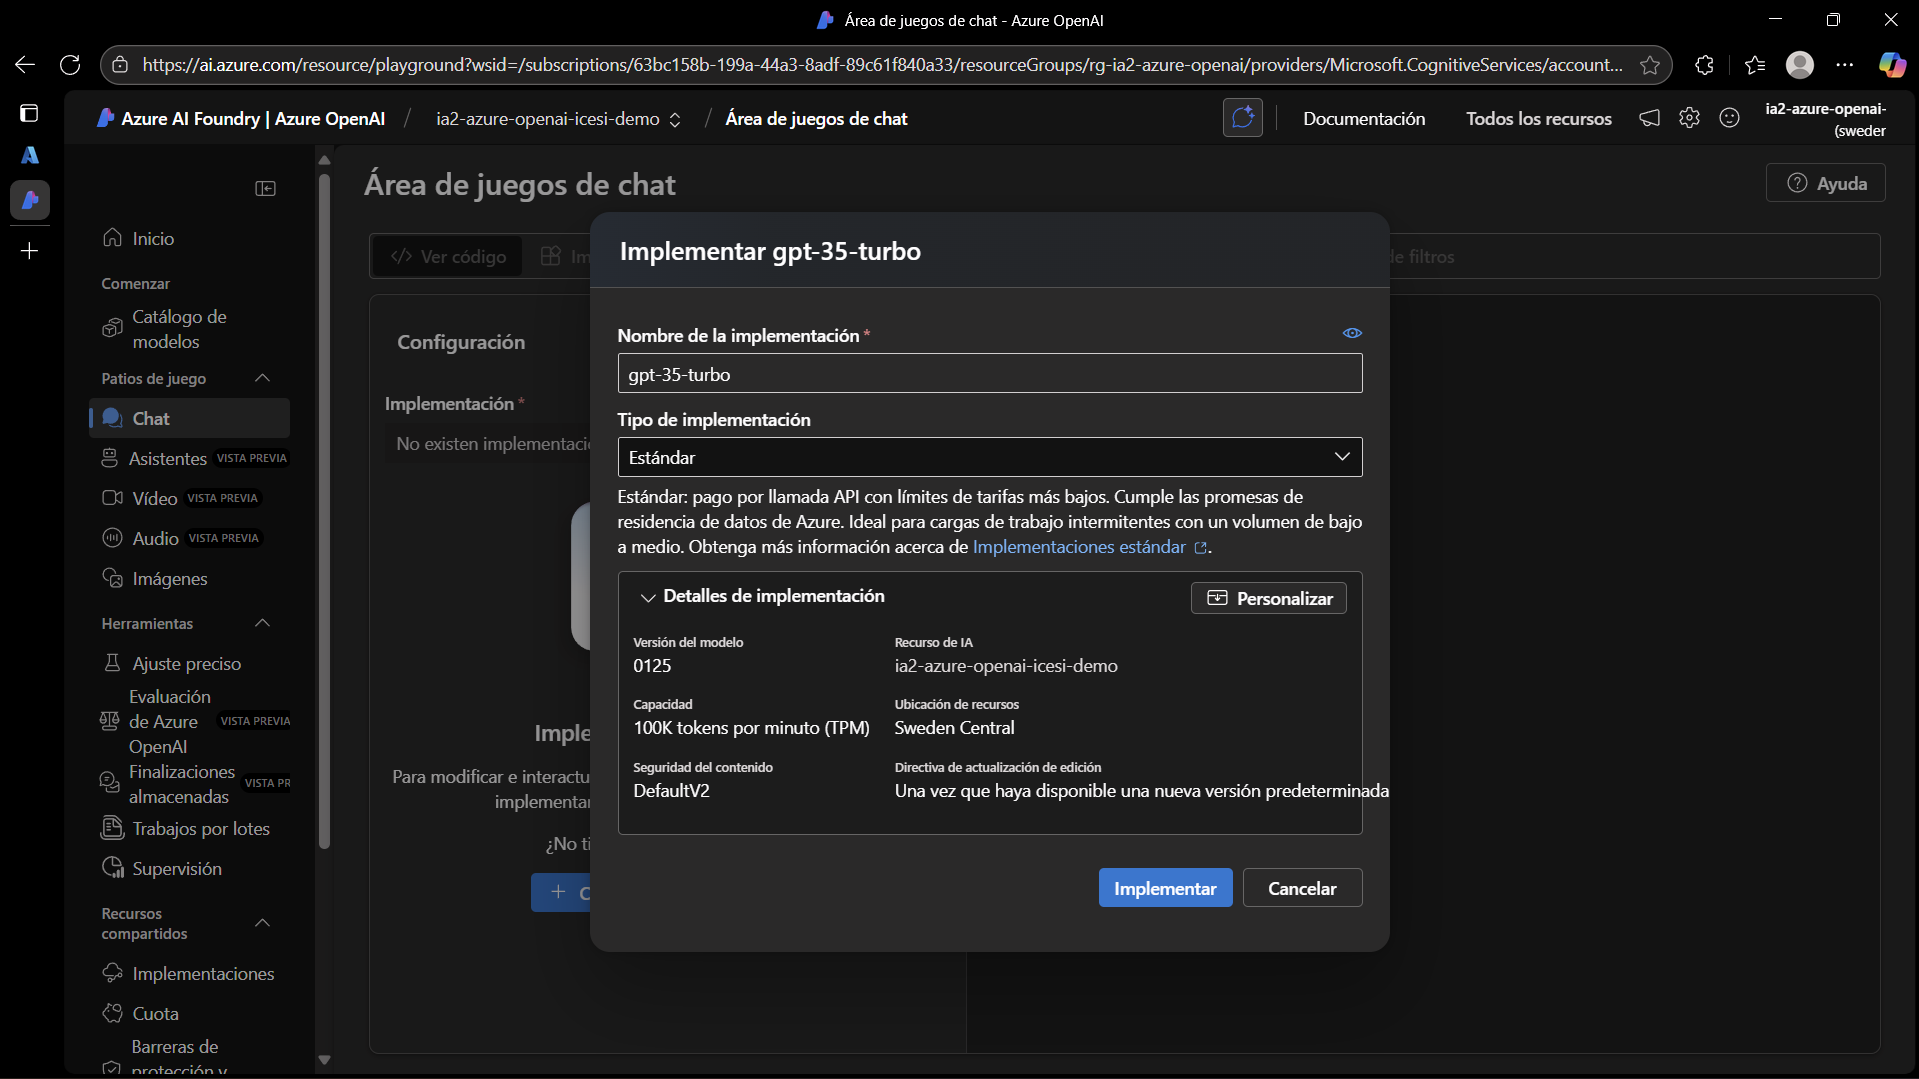 Área de juegos de chat - Azure OpenAI
https://ai.azure.com/resource/playground?wsid=/subscriptions/63bc158b-199a-44a3-8adf-89c61f840a33/resourceGroups/rg-ia2-azure-openai/providers/Microsoft.CognitiveServices/account...
Azure AI Foundry | Azure OpenAI / ia2-azure-openai-icesi-demo / Área de juegos de chat
Documentación
Todos los recursos
ia2-azure-openai-
(sweder
Área de juegos de chat
Ayuda
Inicio
Comenzar
Catálogo de
modelos
Patios de juego
Chat
Asistentes VISTA PREVIA
Vídeo VISTA PREVIA
Audio VISTA PREVIA
Imágenes
Herramientas
Ajuste preciso
Evaluación
de Azure VISTA PREVIA
OpenAI
Finalizaciones
almacenadas VISTA PR
Trabajos por lotes
Supervisión
Recursos
compartidos
Implementaciones
Cuota
Barreras de
protección y
</> Ver código
Im
de filtros
Configuración
Implementación *
No existen implementaci
Imple
Para modificar e interactu
implementar
¿No ti
+ C
Implementar gpt-35-turbo
Nombre de la implementación *
gpt-35-turbo
Tipo de implementación
Estándar
Estándar: pago por llamada API con límites de tarifas más bajos. Cumple las promesas de
residencia de datos de Azure. Ideal para cargas de trabajo intermitentes con un volumen de bajo
a medio. Obtenga más información acerca de Implementaciones estándar .
Detalles de implementación
Personalizar
Versión del modelo
0125
Recurso de IA
ia2-azure-openai-icesi-demo
Capacidad
100K tokens por minuto (TPM)
Ubicación de recursos
Sweden Central
Seguridad del contenido
DefaultV2
Directiva de actualización de edición
Una vez que haya disponible una nueva versión predeterminada
Implementar
Cancelar